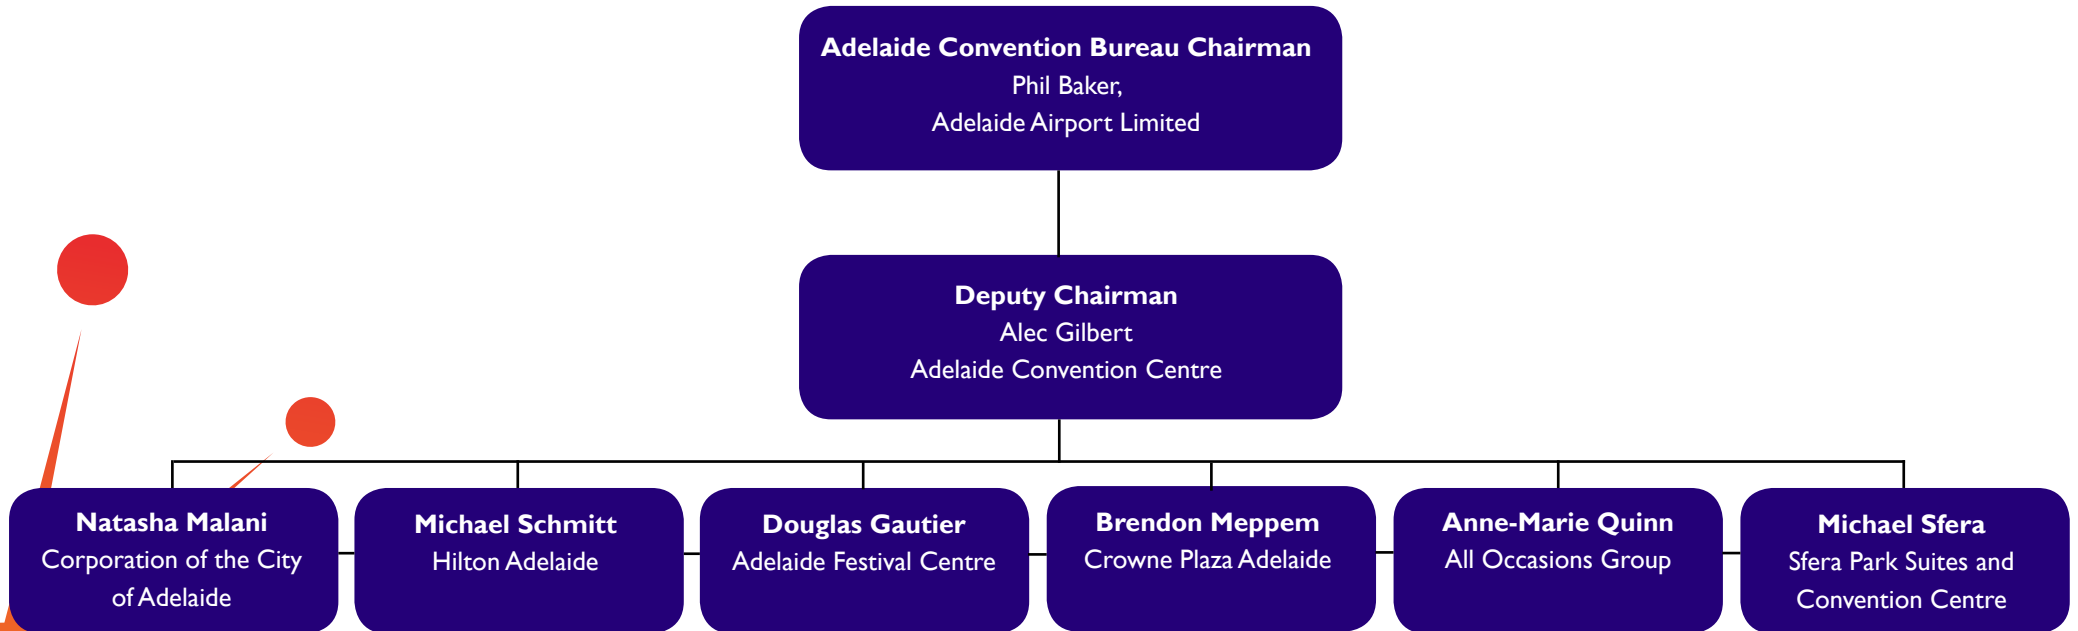 Adelaide Convention Bureau Chairman
Phil Baker,
Adelaide Airport Limited
Deputy Chairman
Alec Gilbert
Adelaide Convention Centre
Natasha Malani
Corporation of the City
of Adelaide
Michael Schmitt
Hilton Adelaide
Douglas Gautier
Adelaide Festival Centre
Brendon Meppem
Crowne Plaza Adelaide
Anne-Marie Quinn
All Occasions Group
Michael Sfera
Sfera Park Suites and
Convention Centre